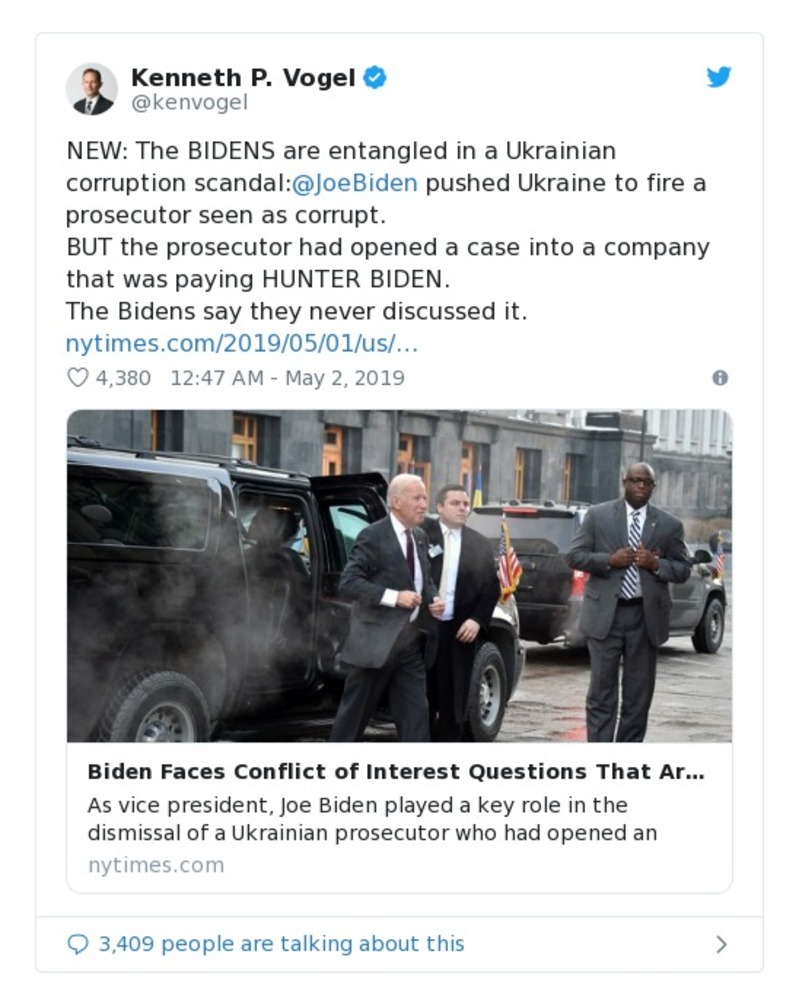 Kenneth P. Vogel
@kenvogel
NEW: The BIDENS are entangled in a Ukrainian
corruption scandal:@JoeBiden pushed Ukraine to fire a
prosecutor seen as corrupt.
BUT the prosecutor had opened a case into a company
that was paying HUNTER BIDEN.
The Bidens say they never discussed it.
nytimes.com/2019/05/01/us/…
4,380 12:47 AM - May 2, 2019
Biden Faces Conflict of Interest Questions That Ar…
As vice president, Joe Biden played a key role in the
dismissal of a Ukrainian prosecutor who had opened an
nytimes.com
3,409 people are talking about this